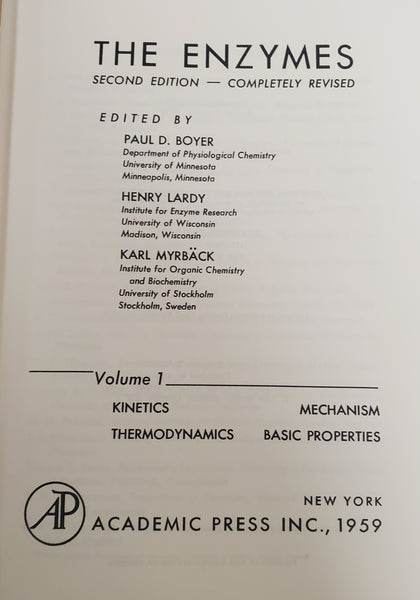 THE ENZYMES
SECOND EDITION — COMPLETELY REVISED
EDITED BY
PAUL D. BOYER
Department of Physiological Chemistry
University of Minnesota
Minneapolis, Minnesota
HENRY LARDY
Institute for Enzyme Research
University of Wisconsin
Madison, Wisconsin
KARL MYRBÄCK
Institute for Organic Chemistry
and Biochemistry
University of Stockholm
Stockholm, Sweden
Volume 1
KINETICS MECHANISM
THERMODYNAMICS BASIC PROPERTIES
NEW YORK
AP ACADEMIC PRESS INC., 1959